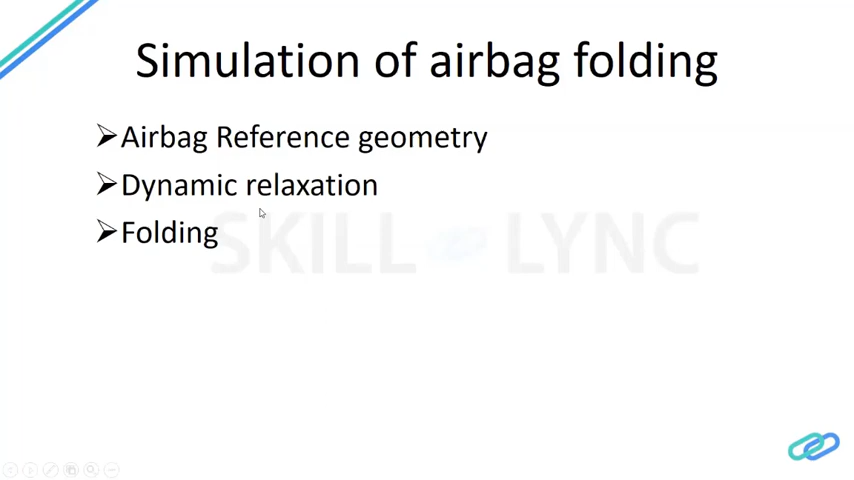 Simulation of airbag folding
➢Airbag Reference geometry
➢Dynamic relaxation
➢Folding
SKILL LYNC